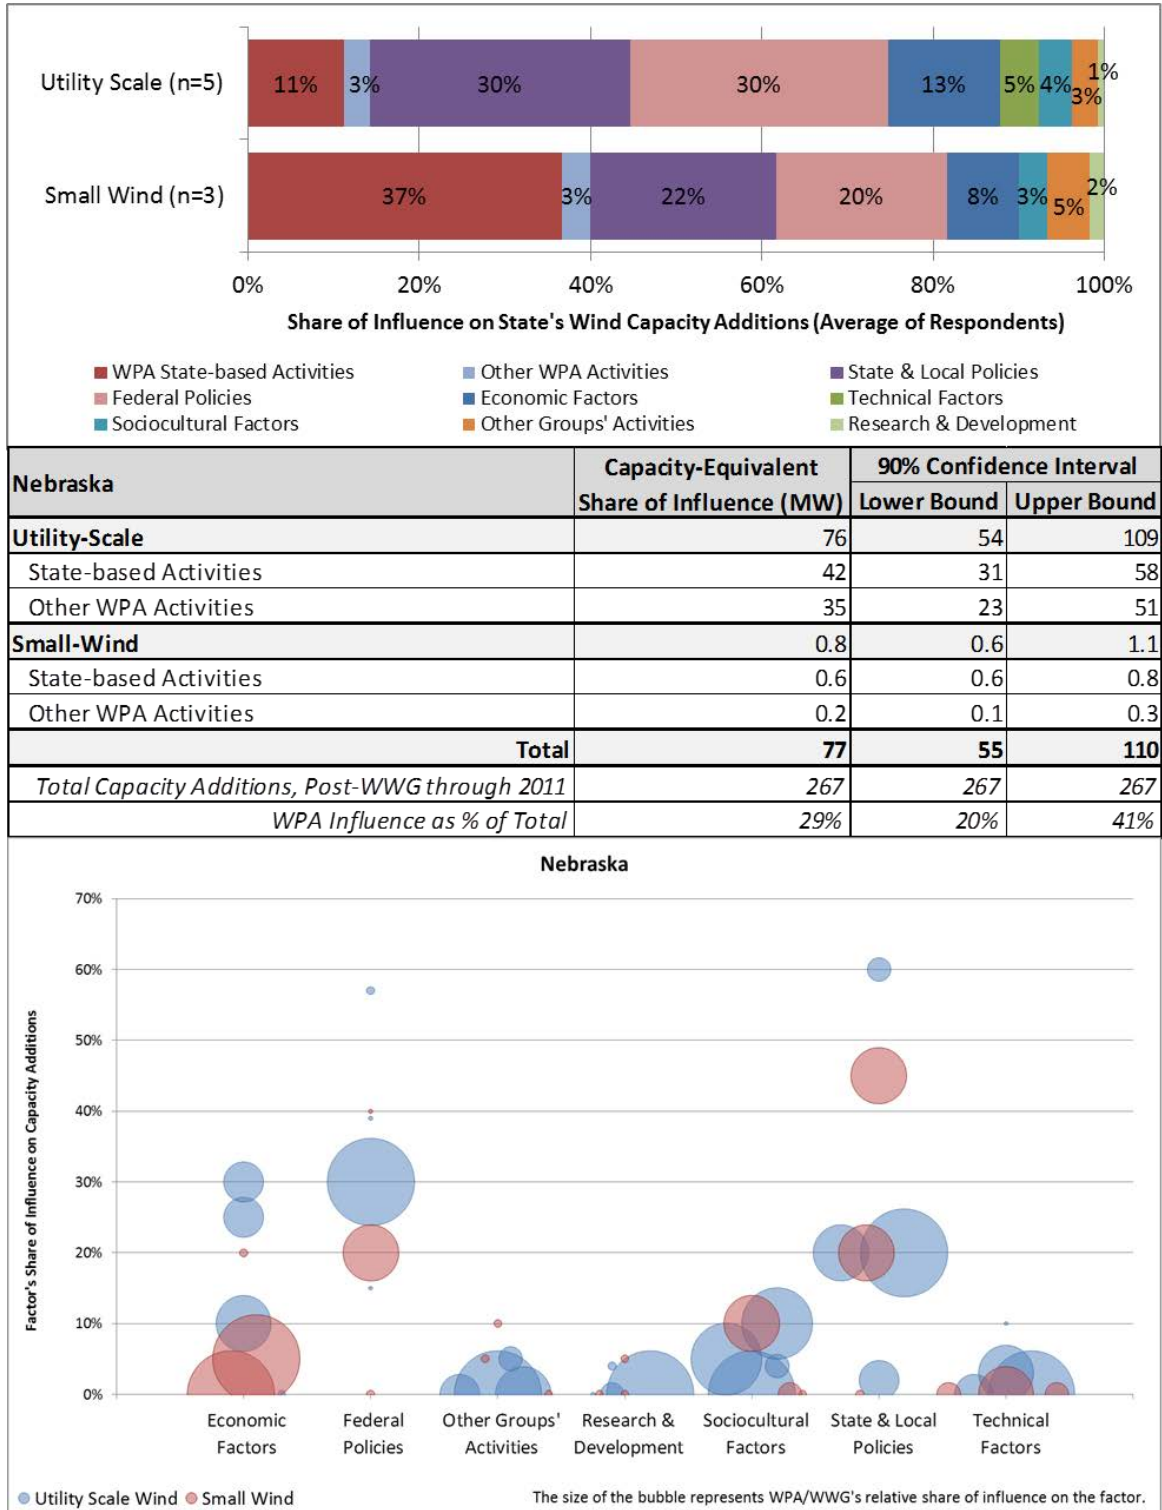 Utility Scale (n=5) 11% 3% 30% 30% 13% 5% 4% 3% 1%
Small Wind (n=3) 37% 3% 22% 20% 8% 3% 5% 2%
0% 20% 40% 60% 80% 100%
Share of Influence on State's Wind Capacity Additions (Average of Respondents)
WPA State-based Activities Other WPA Activities State & Local Policies
Federal Policies Economic Factors Technical Factors
Sociocultural Factors Other Groups' Activities Research & Development
Nebraska Capacity-Equivalent Share of Influence (MW) 90% Confidence Interval
Lower Bound Upper Bound
Utility-Scale 76 54 109
State-based Activities 42 31 58
Other WPA Activities 35 23 51
Small-Wind 0.8 0.6 1.1
State-based Activities 0.6 0.6 0.8
Other WPA Activities 0.2 0.1 0.3
Total 77 55 110
Total Capacity Additions, Post-WWG through 2011 267 267 267
WPA Influence as % of Total 29% 20% 41%
Nebraska
Factor's Share of Influence on Capacity Additions
70%
60%
50%
40%
30%
20%
10%
0%
Economic Factors
Federal Policies
Other Groups' Activities
Research & Development
Sociocultural Factors
State & Local Policies
Technical Factors
Utility Scale Wind Small Wind
The size of the bubble represents WPA/WWG's relative share of influence on the factor.